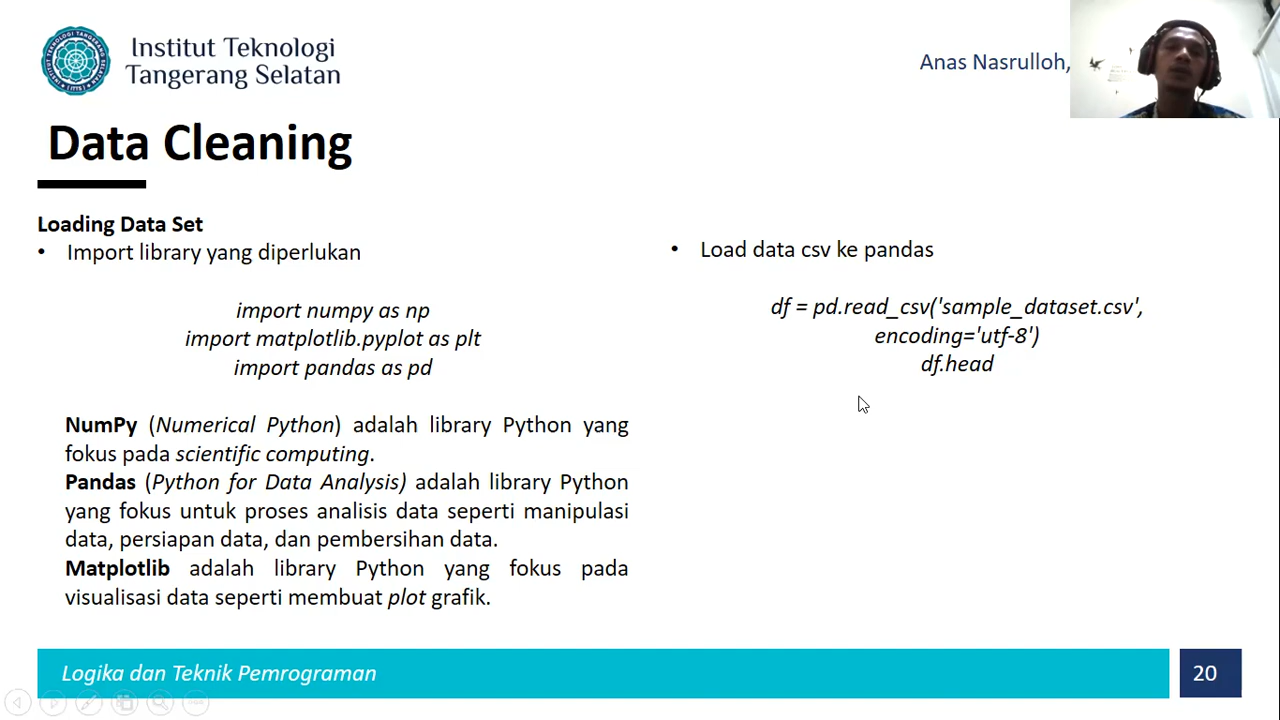 Institut Teknologi
Tangerang Selatan
Anas Nasrulloh,
Data Cleaning
Loading Data Set
• Import library yang diperlukan
import numpy as np
import matplotlib.pyplot as plt
import pandas as pd
NumPy (Numerical Python) adalah library Python yang
fokus pada scientific computing.
Pandas (Python for Data Analysis) adalah library Python
yang fokus untuk proses analisis data seperti manipulasi
data, persiapan data, dan pembersihan data.
Matplotlib adalah library Python yang fokus pada
visualisasi data seperti membuat plot grafik.
• Load data csv ke pandas
df = pd.read_csv('sample_dataset.csv',
encoding='utf-8')
df.head
Logika dan Teknik Pemrograman
20